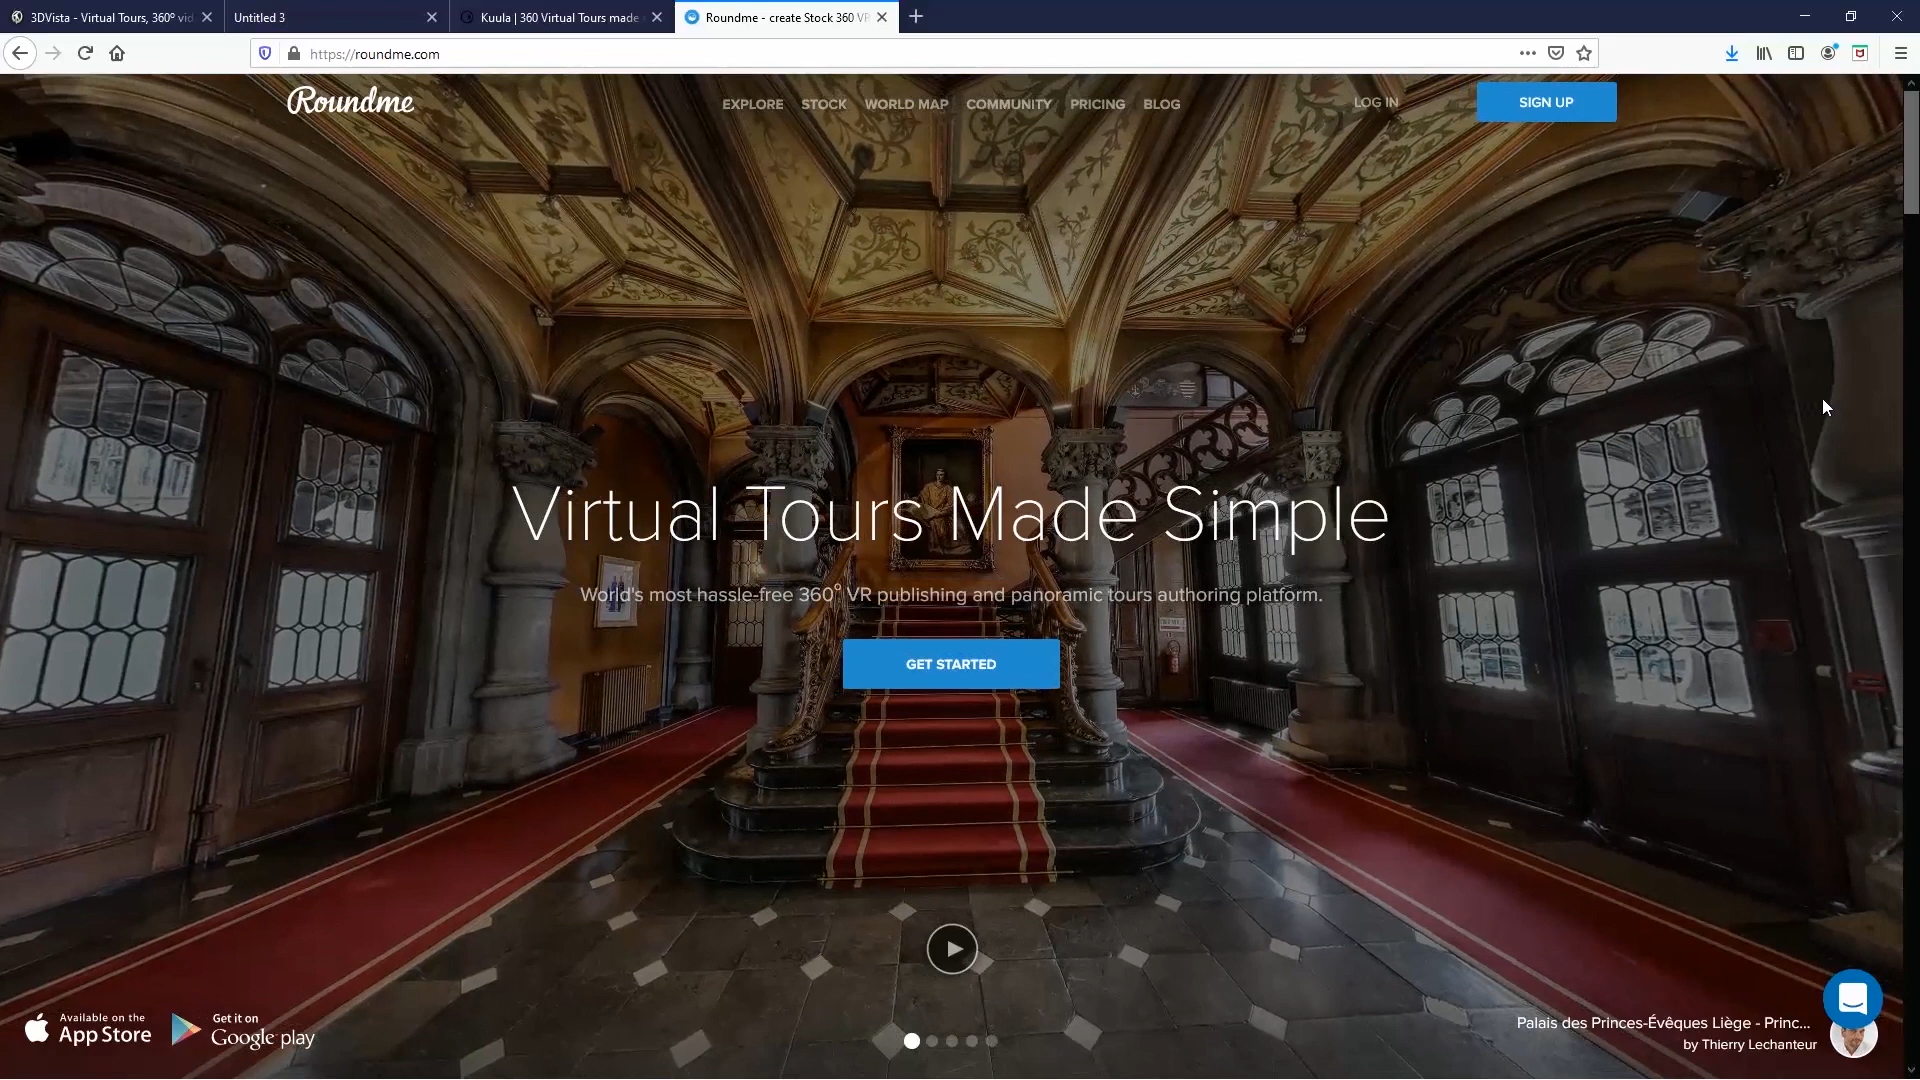 3DVista - Virtual Tours, 360º vid
Untitled 3
Kuula | 360 Virtual Tours made
Roundme - create Stock 360 VR
https://roundme.com
Roundme
EXPLORE STOCK WORLD MAP COMMUNITY PRICING BLOG
LOG IN
SIGN UP
Virtual Tours Made Simple
World's most hassle-free 360° VR publishing and panoramic tours authoring platform.
GET STARTED
Available on the
App Store
Get it on
Google play
Palais des Princes-Évêques Liège - Princ...
by Thierry Lechanteur